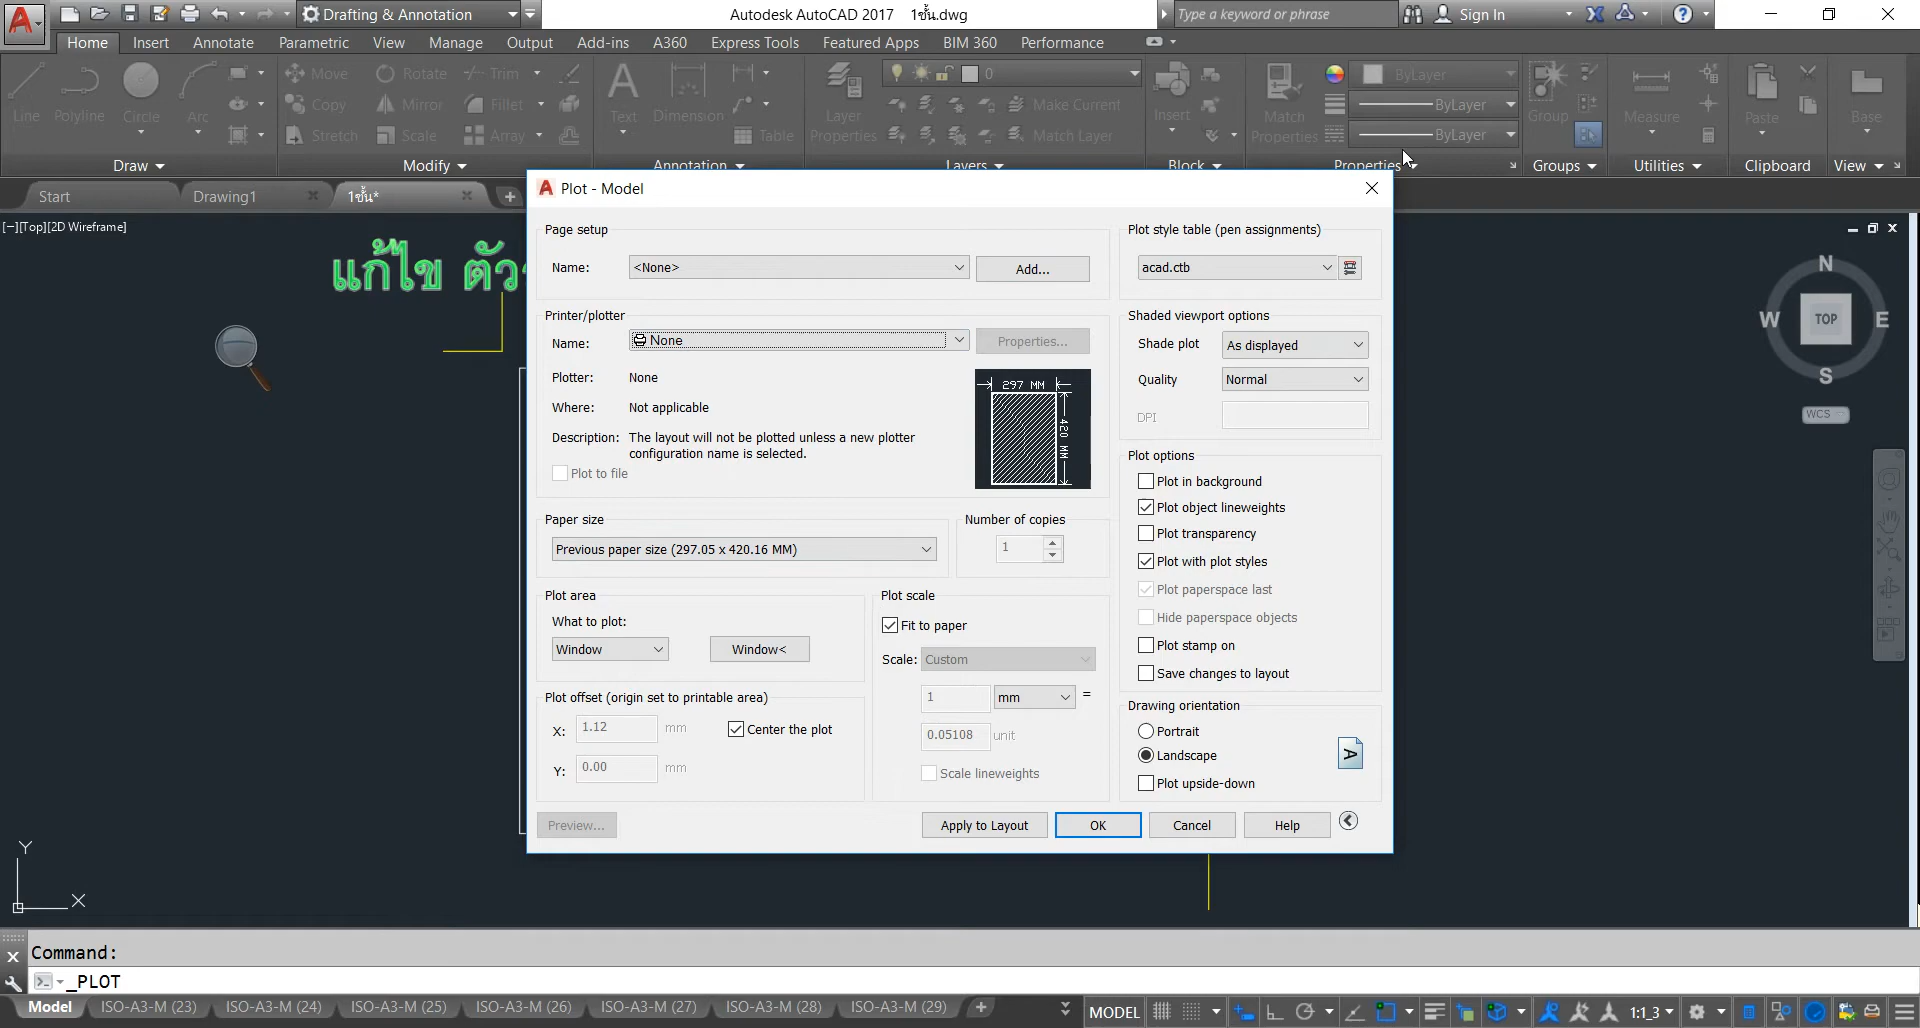 Drafting & Annotation
Autodesk AutoCAD 2017 1ชั้น.dwg
Type a keyword or phrase
Sign In
Home Insert Annotate Parametric View Manage Output Add-ins A360 Express Tools Featured Apps BIM 360 Performance
Line Polyline Circle Arc
Move Rotate Trim
Copy Mirror Fillet
Stretch Scale Array
Text Dimension Table
Layer Properties
0
Make Current
Match Layer
Insert
Match Properties
ByLayer
ByLayer
ByLayer
Group
Measure
Paste
Base
Draw Modify Annotation Layers Block Properties Groups Utilities Clipboard View
Start Drawing1 1ชั้น*
[−][Top][2D Wireframe]
แก้ไข
N
W TOP E
S
WCS
Plot - Model
Page setup
Name: <None> Add...
Plot style table (pen assignments)
acad.ctb
Printer/plotter
Name: None Properties...
Plotter: None
Where: Not applicable
Description: The layout will not be plotted unless a new plotter
configuration name is selected.
Plot to file
297 MM
420 MM
Shaded viewport options
Shade plot As displayed
Quality Normal
DPI
Paper size
Previous paper size (297.05 x 420.16 MM)
Number of copies
1
Plot options
Plot in background
Plot object lineweights
Plot transparency
Plot with plot styles
Plot paperspace last
Hide paperspace objects
Plot stamp on
Save changes to layout
Plot area
What to plot:
Window Window<
Plot scale
Fit to paper
Scale: Custom
1 mm =
0.05108 unit
Scale lineweights
Plot offset (origin set to printable area)
X: 1.12 mm Center the plot
Y: 0.00 mm
Drawing orientation
Portrait
Landscape
A
Plot upside-down
Preview... Apply to Layout OK Cancel Help
Y
X
Command:
_PLOT
Model ISO-A3-M (23) ISO-A3-M (24) ISO-A3-M (25) ISO-A3-M (26) ISO-A3-M (27) ISO-A3-M (28) ISO-A3-M (29)
MODEL 1:1_3